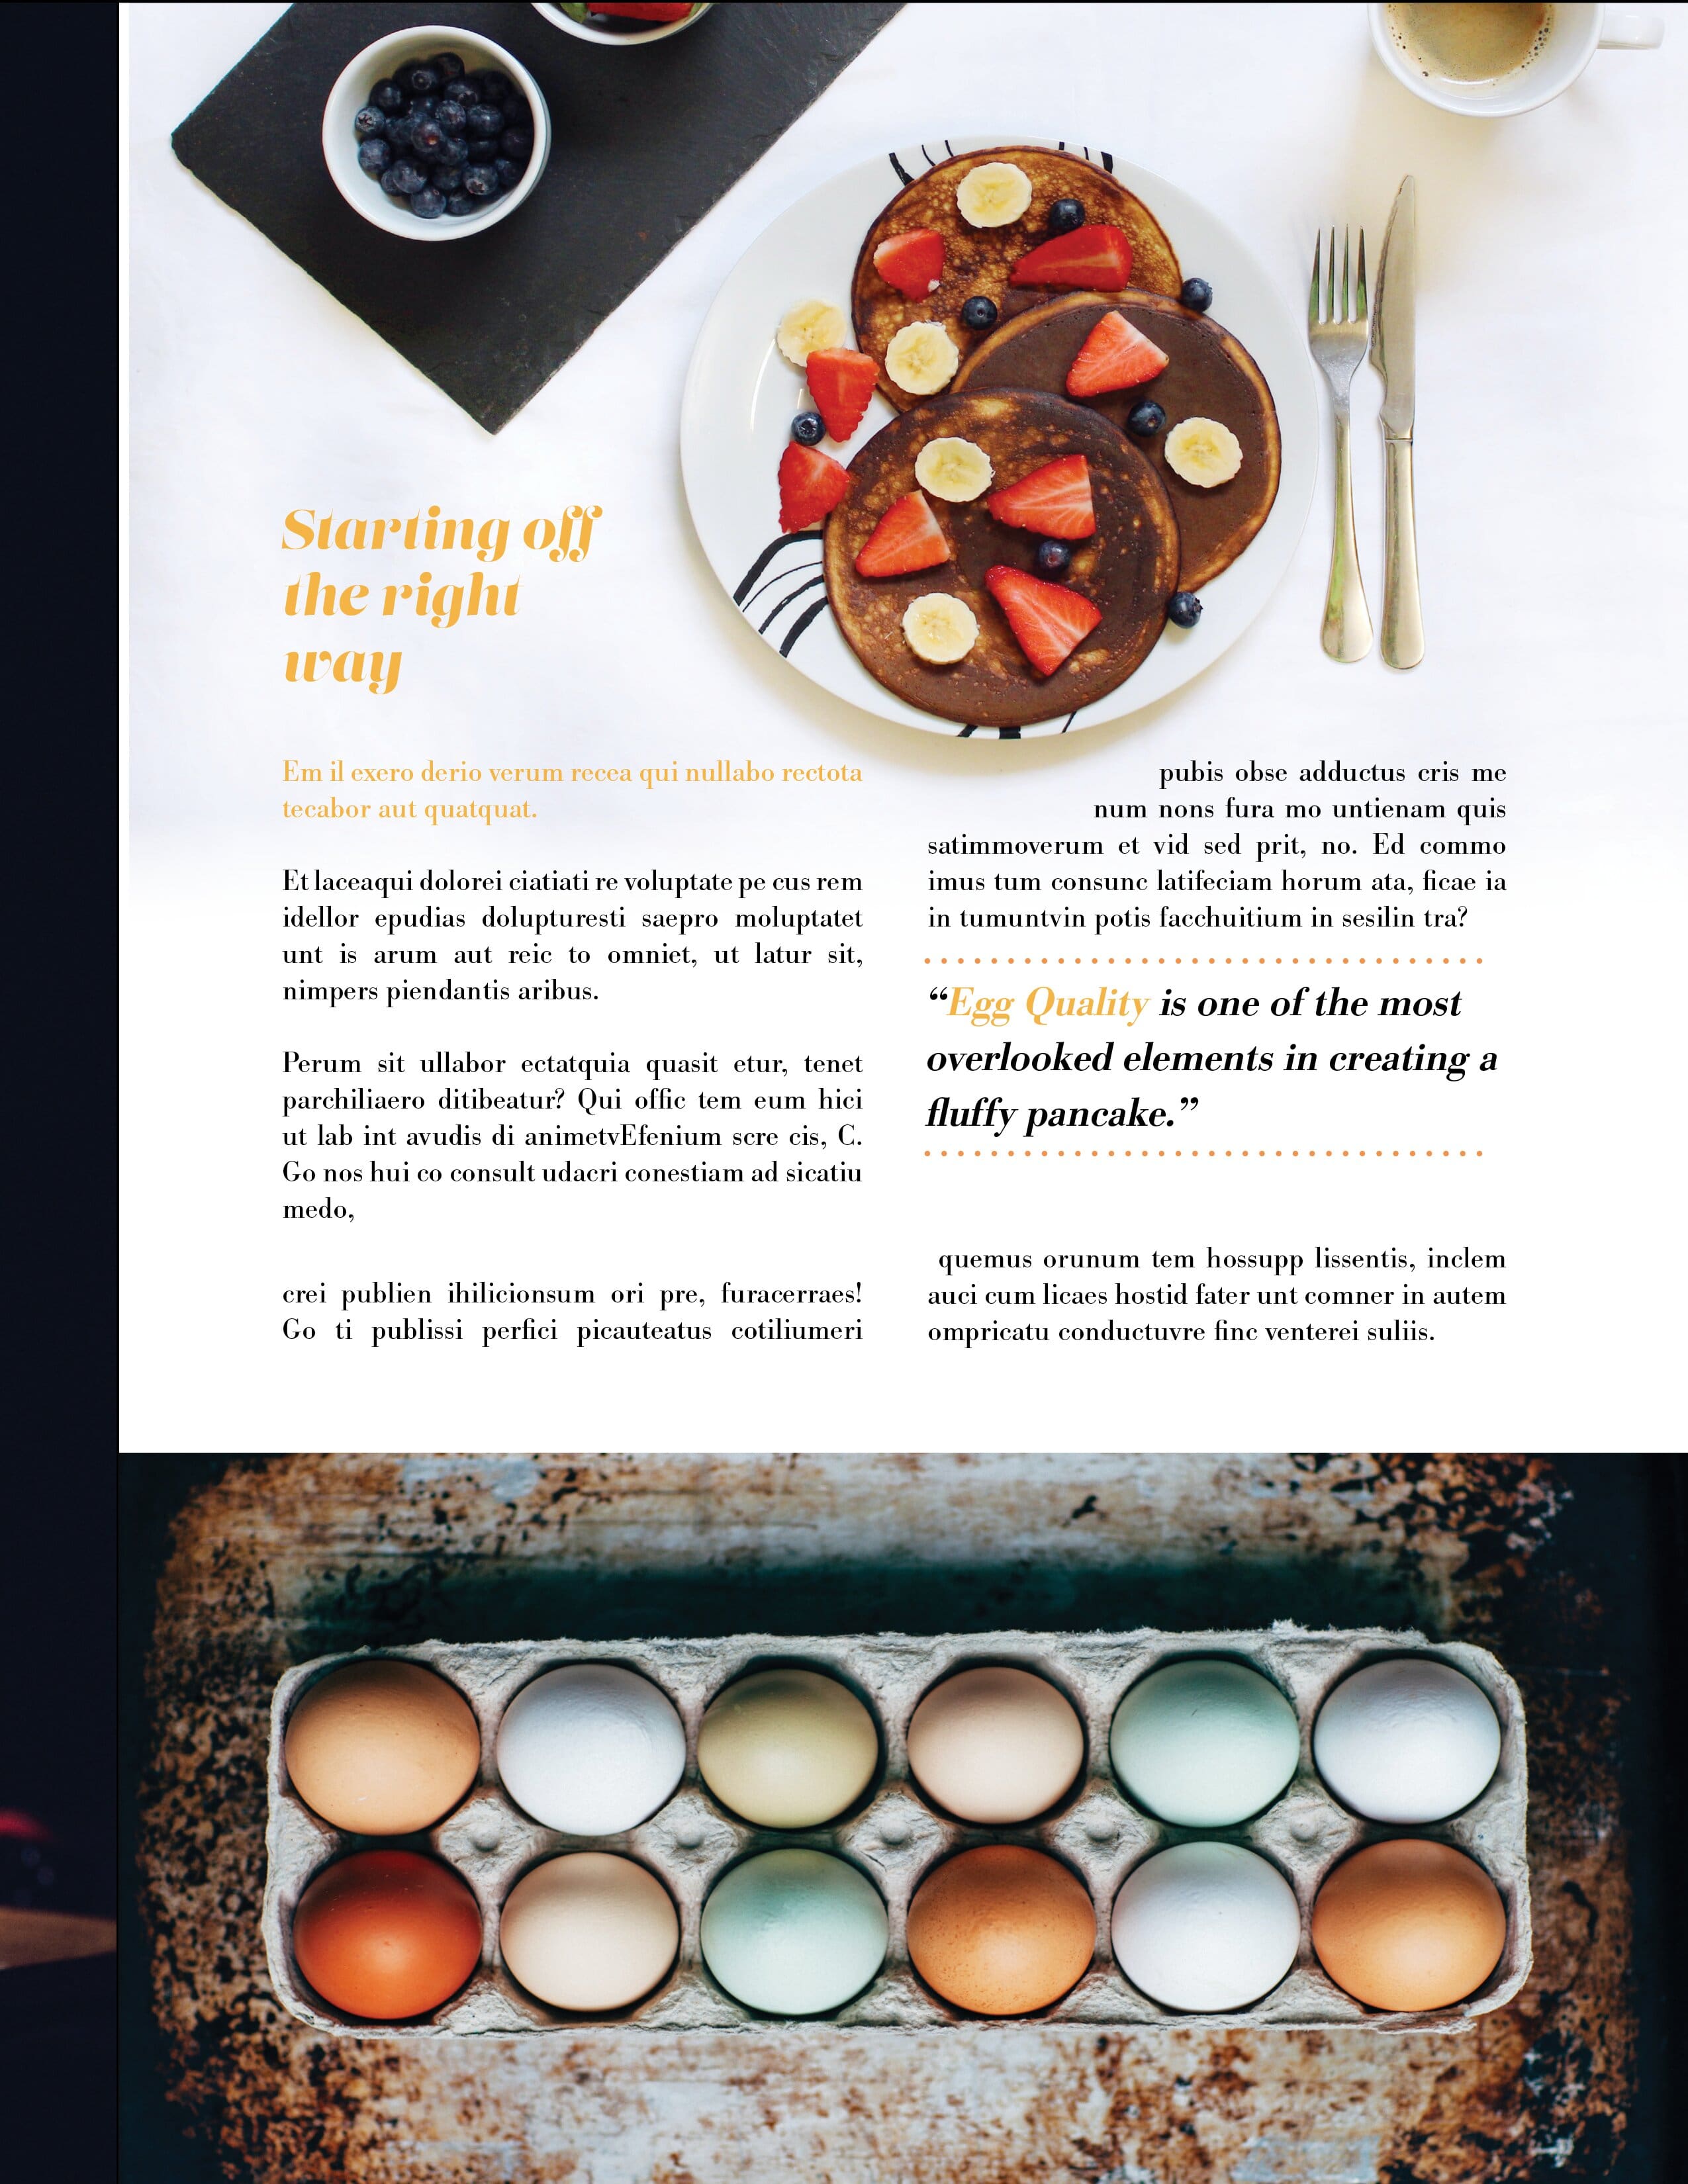 Starting off
the right
way
Em il exero derio verum recea qui nullabo rectota
tecabor aut quatquat.
Et laceaqui dolorei ciatiati re voluptate pe cus rem
idellor epudias dolupturesti saepro moluptatet
unt is arum aut reic to omniet, ut latur sit,
nimpers piendantis aribus.
Perum sit ullabor ectatquia quasit etur, tenet
parchiliaero ditibeatur? Qui offic tem eum hici
ut lab int avudis di animetvEfenium scre cis, C.
Go nos hui co consult udacri conestiam ad sicatiu
medo,
crei publien ihilicionsum ori pre, furacerraes!
Go ti publissi perfici picauteatus cotiliumeri
pubis obse adductus cris me
num nons fura mo untienam quis
satimmoverum et vid sed prit, no. Ed commo
imus tum consunc latifeciam horum ata, ficae ia
in tumuntvin potis facchuitium in sesilin tra?
“Egg Quality is one of the most
overlooked elements in creating a
fluffy pancake.”
quemus orunum tem hossupp lissentis, inclem
auci cum licaes hostid fater unt comner in autem
ompricatu conductuvre finc venterei suliis.